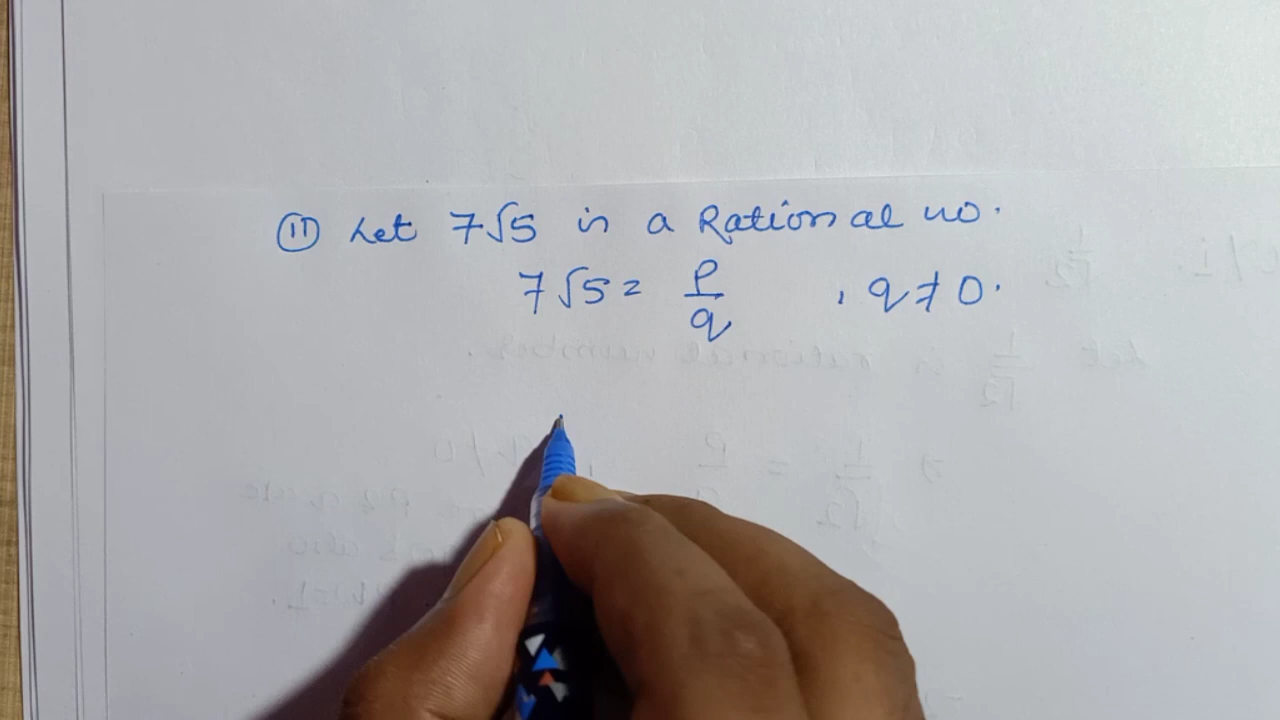 (II) Let 7√5 is a Rational no.
7√5 = P/q , q ≠ 0.